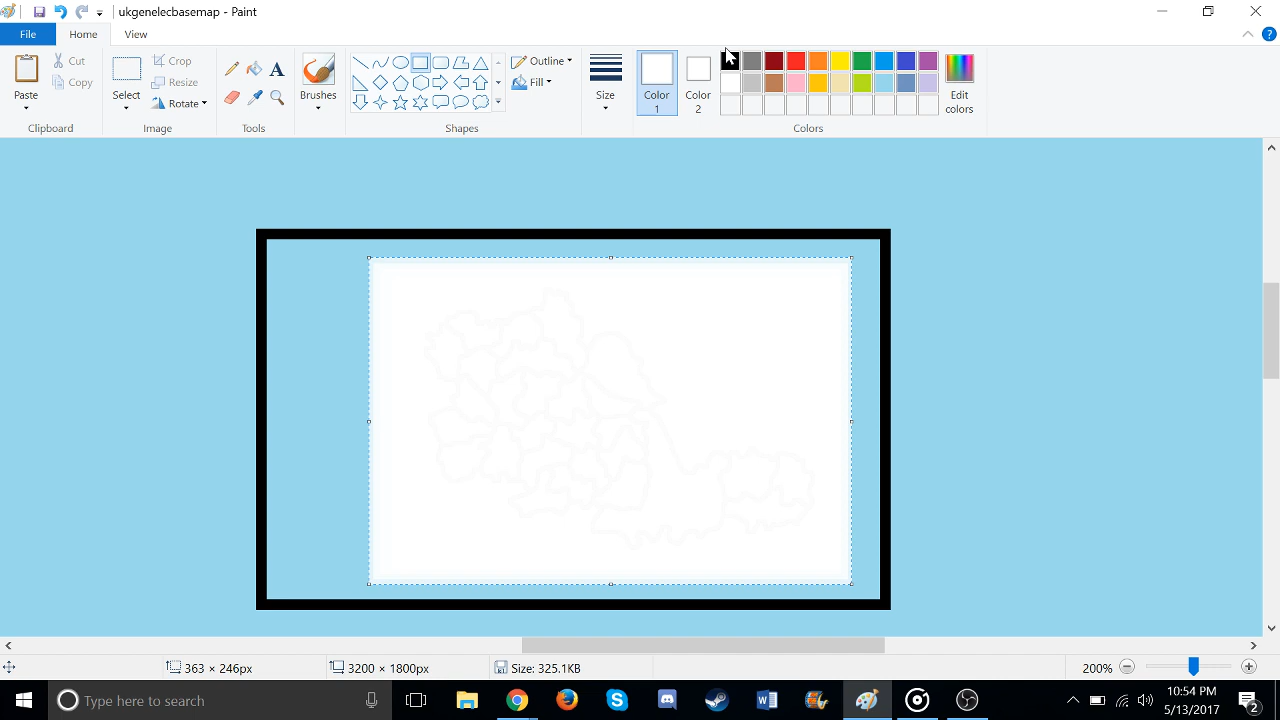 ukgenelecbasemap - Paint
File
Home
View
Paste
Cut
Copy
Clipboard
Select
Crop
Resize
Rotate
Image
Tools
Brushes
Outline
Fill
Shapes
Size
Color
1
Color
2
Edit
colors
Colors
363 × 246px
3200 × 1800px
Size: 325.1KB
200%
Type here to search
10:54 PM
5/13/2017
2